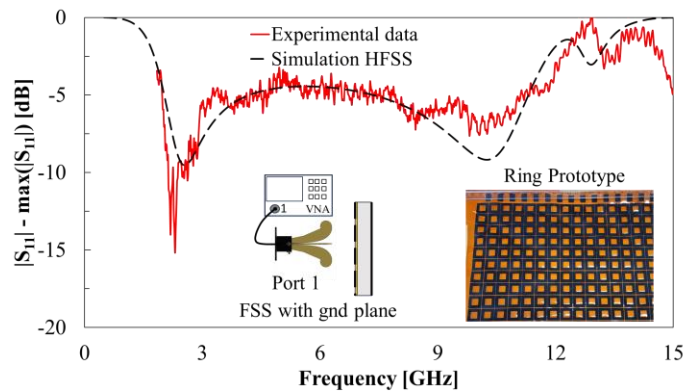 Experimental data
Simulation HFSS
|S₁₁| - max(|S₁₁|) [dB]
0
-5
-10
-15
-20
1
VNA
Port 1
FSS with gnd plane
Ring Prototype
0 3 6 9 12 15
Frequency [GHz]